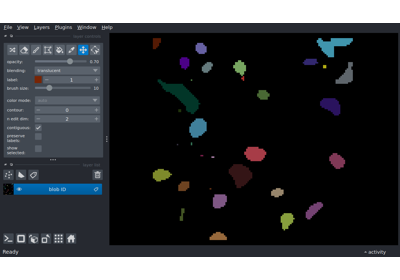 File View Layers Plugins Window Help
opacity: 0.70
blending: translucent
label: 1
brush size: 10
color mode:
contour: 0
n edit dim: 2
contiguous:
preserve
labels:
show
selected:
blob ID
Ready
activity